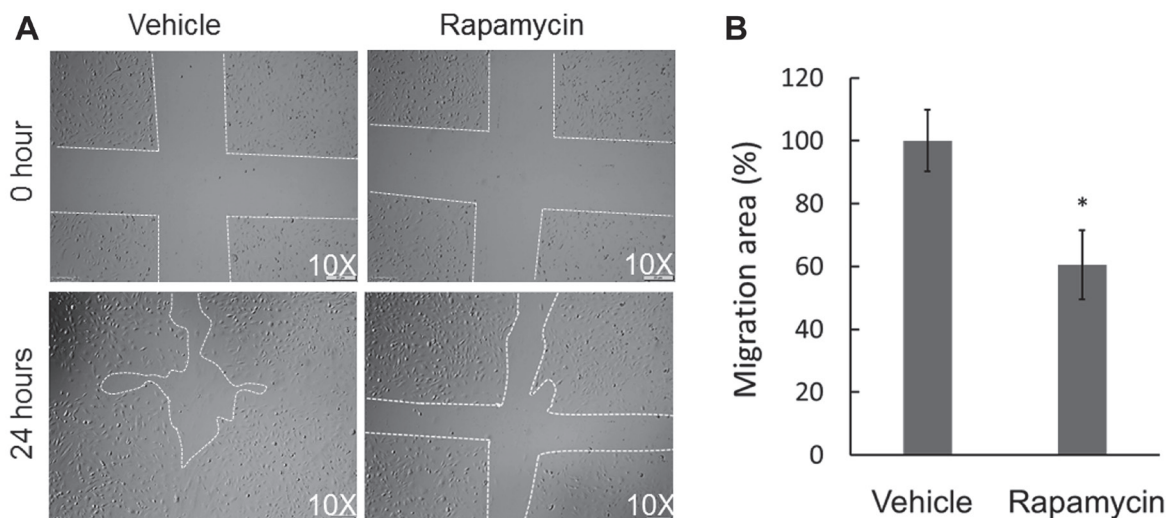 A
Vehicle
Rapamycin
0 hour
10X
10X
24 hours
10X
10X
B
Migration area (%)
120
100
80
60
40
20
0
*
Vehicle
Rapamycin